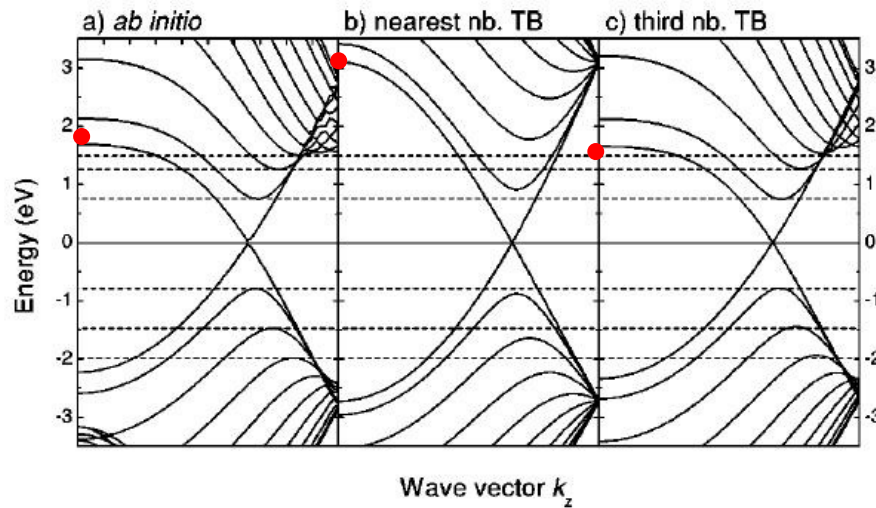 a) ab initio
b) nearest nb. TB
c) third nb. TB
3
2
1
0
-1
-2
-3
Energy (eV)
3
2
1
0
-1
-2
-3
Wave vector kz